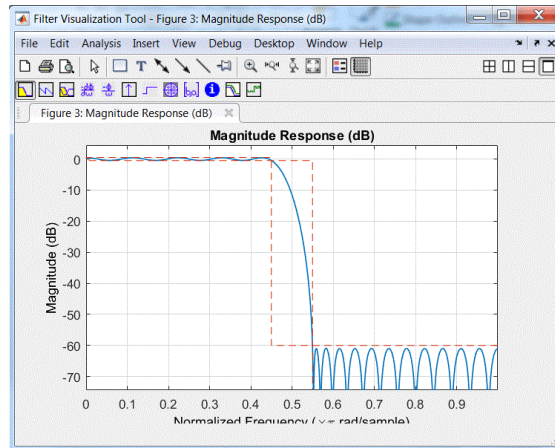 Filter Visualization Tool - Figure 3: Magnitude Response (dB)
File Edit Analysis Insert View Debug Desktop Window Help
Figure 3: Magnitude Response (dB)
Magnitude Response (dB)
0
-10
-20
-30
-40
-50
-60
-70
Magnitude (dB)
0 0.1 0.2 0.3 0.4 0.5 0.6 0.7 0.8 0.9
Normalized Frequency (×π rad/sample)